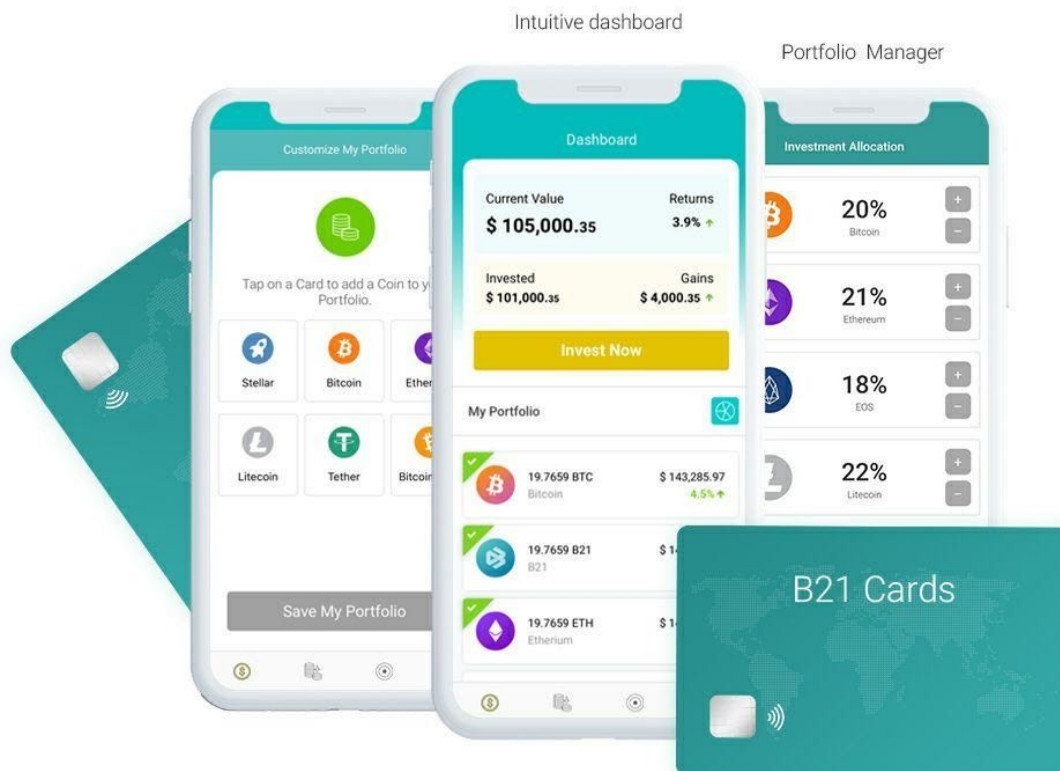 Intuitive dashboard
Portfolio Manager
Customize My Portfolio
Tap on a Card to add a Coin to
Portfolio.
Stellar
Bitcoin
Litecoin
Tether
Bitcoin
Save My Portfolio
Dashboard
Current Value
Returns
$ 105,000.35
3.9%
Invested
Gains
$ 101,000.35
$ 4,000.35
Invest Now
My Portfolio
19.7659 BTC
$ 143,285.97
Bitcoin
4.5%
19.7659 B21
B21
19.7659 ETH
Etherium
Investment Allocation
20%
Bitcoin
21%
Ethereum
18%
EOS
22%
Litecoin
B21 Cards